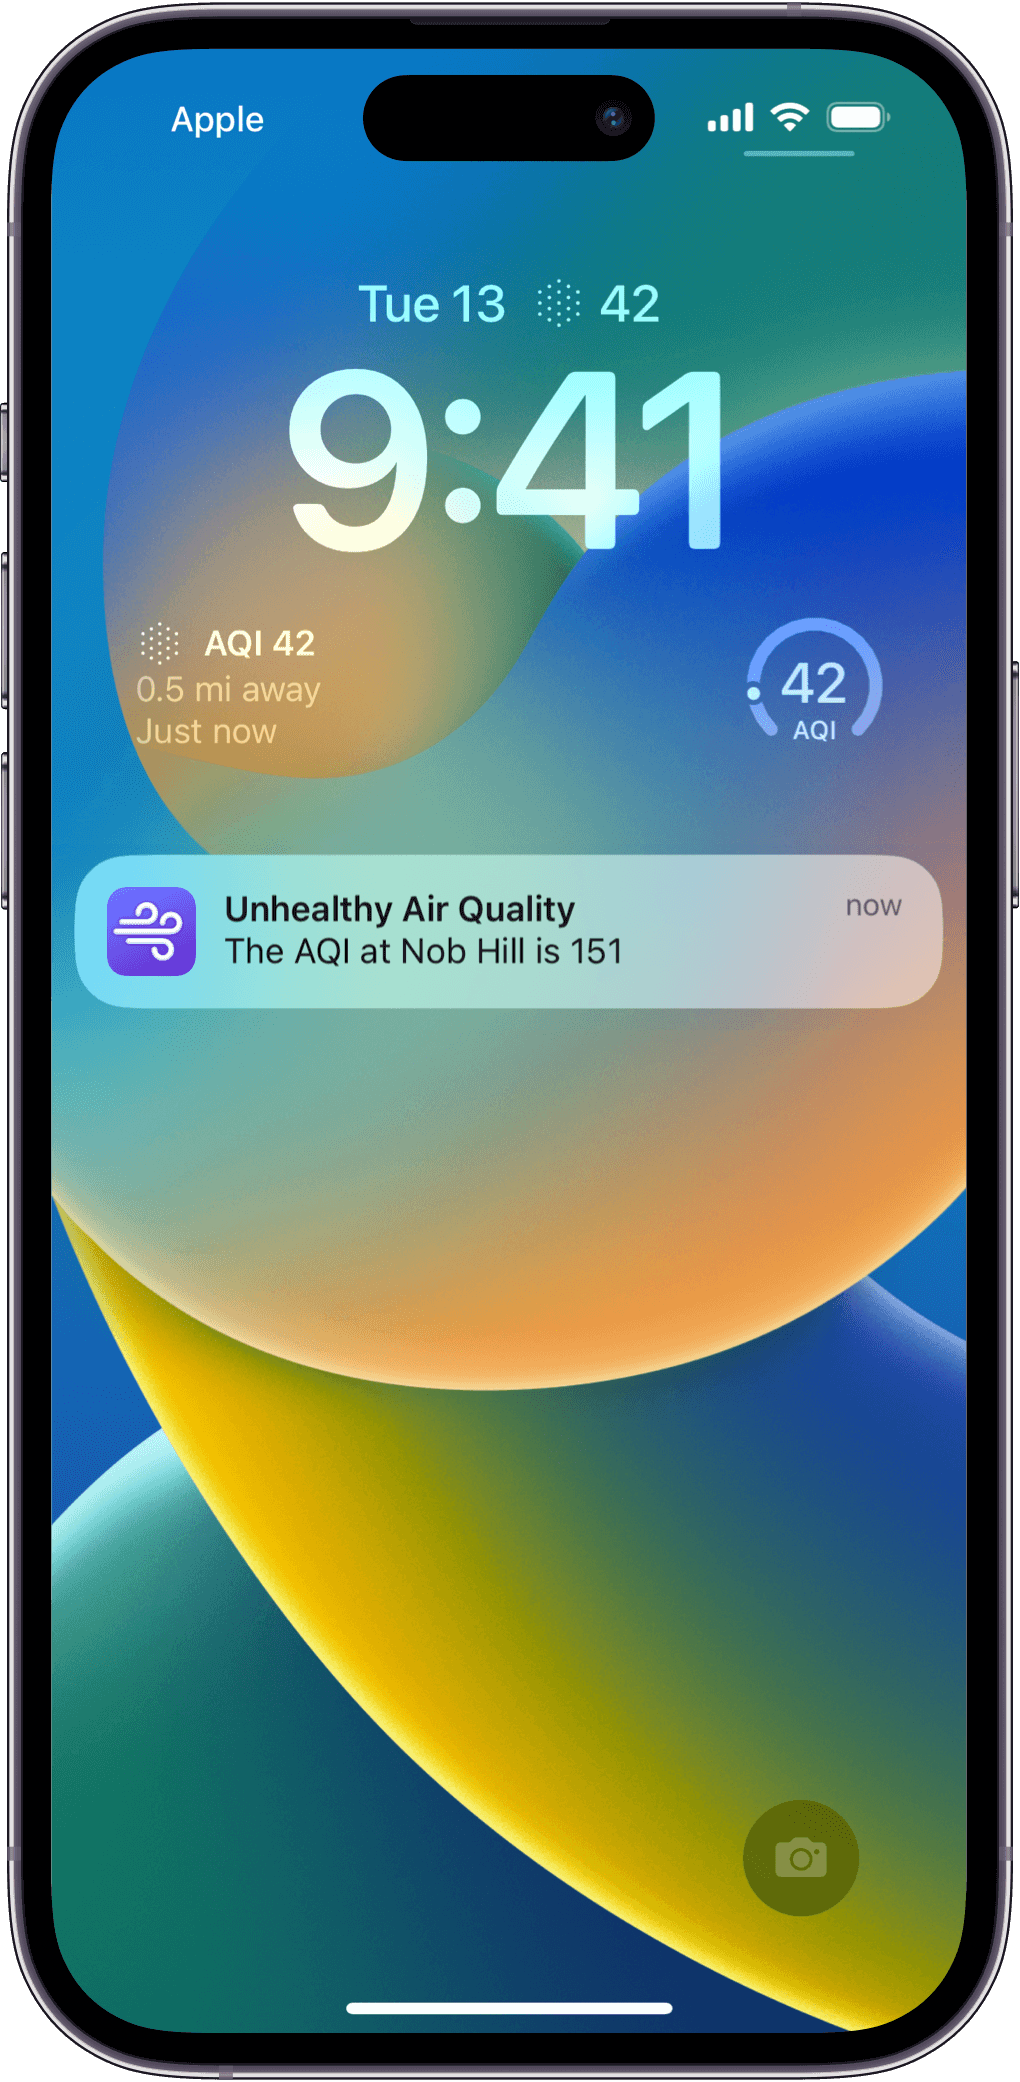 Apple
Tue 13 42
9:41
AQI 42
0.5 mi away
Just now
42
AQI
Unhealthy Air Quality
now
The AQI at Nob Hill is 151